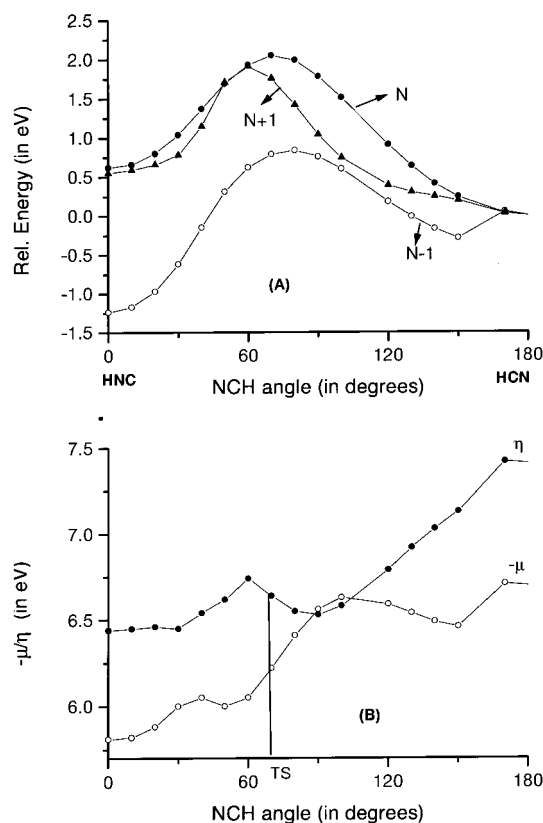 Rel. Energy (in eV)
2.5
2.0
1.5
1.0
0.5
0.0
-0.5
-1.0
-1.5
N
N+1
N-1
(A)
0
60
120
180
HNC
HCN
NCH angle (in degrees)
-μ/η (in eV)
7.5
7.0
6.5
6.0
η
-μ
(B)
TS
0
60
120
180
NCH angle (in degrees)